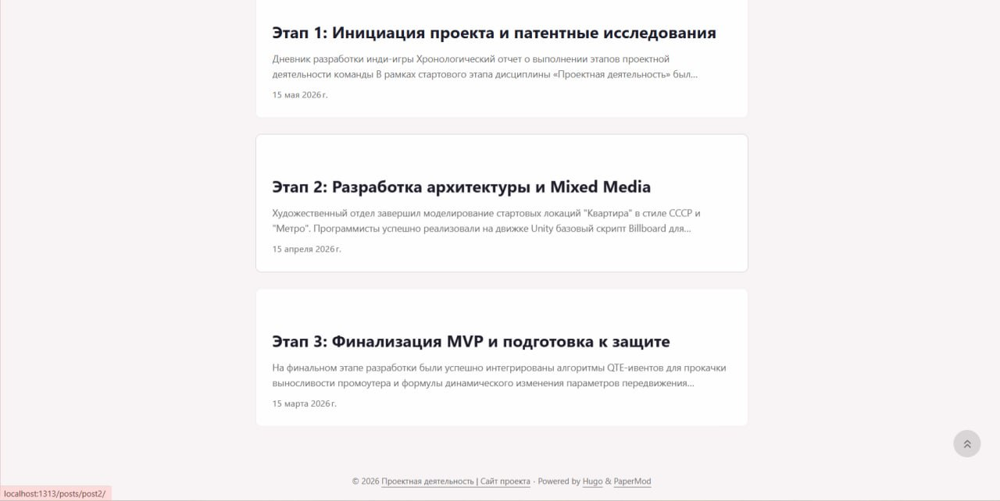 Этап 1: Инициация проекта и патентные исследования
Дневник разработки инди-игры Хронологический отчет о выполнении этапов проектной
деятельности команды В рамках стартового этапа дисциплины «Проектная деятельность» был...
15 мая 2026 г.
Этап 2: Разработка архитектуры и Mixed Media
Художественный отдел завершил моделирование стартовых локаций "Квартира" в стиле СССР и
"Метро". Программисты успешно реализовали на движке Unity базовый скрипт Billboard для...
15 апреля 2026 г.
Этап 3: Финализация MVP и подготовка к защите
На финальном этапе разработки были успешно интегрированы алгоритмы QTE-ивентов для прокачки
выносливости промоутера и формулы динамического изменения параметров передвижения...
15 марта 2026 г.
© 2026 Проектная деятельность | Сайт проекта · Powered by Hugo & PaperMod
localhost:1313/posts/post2/